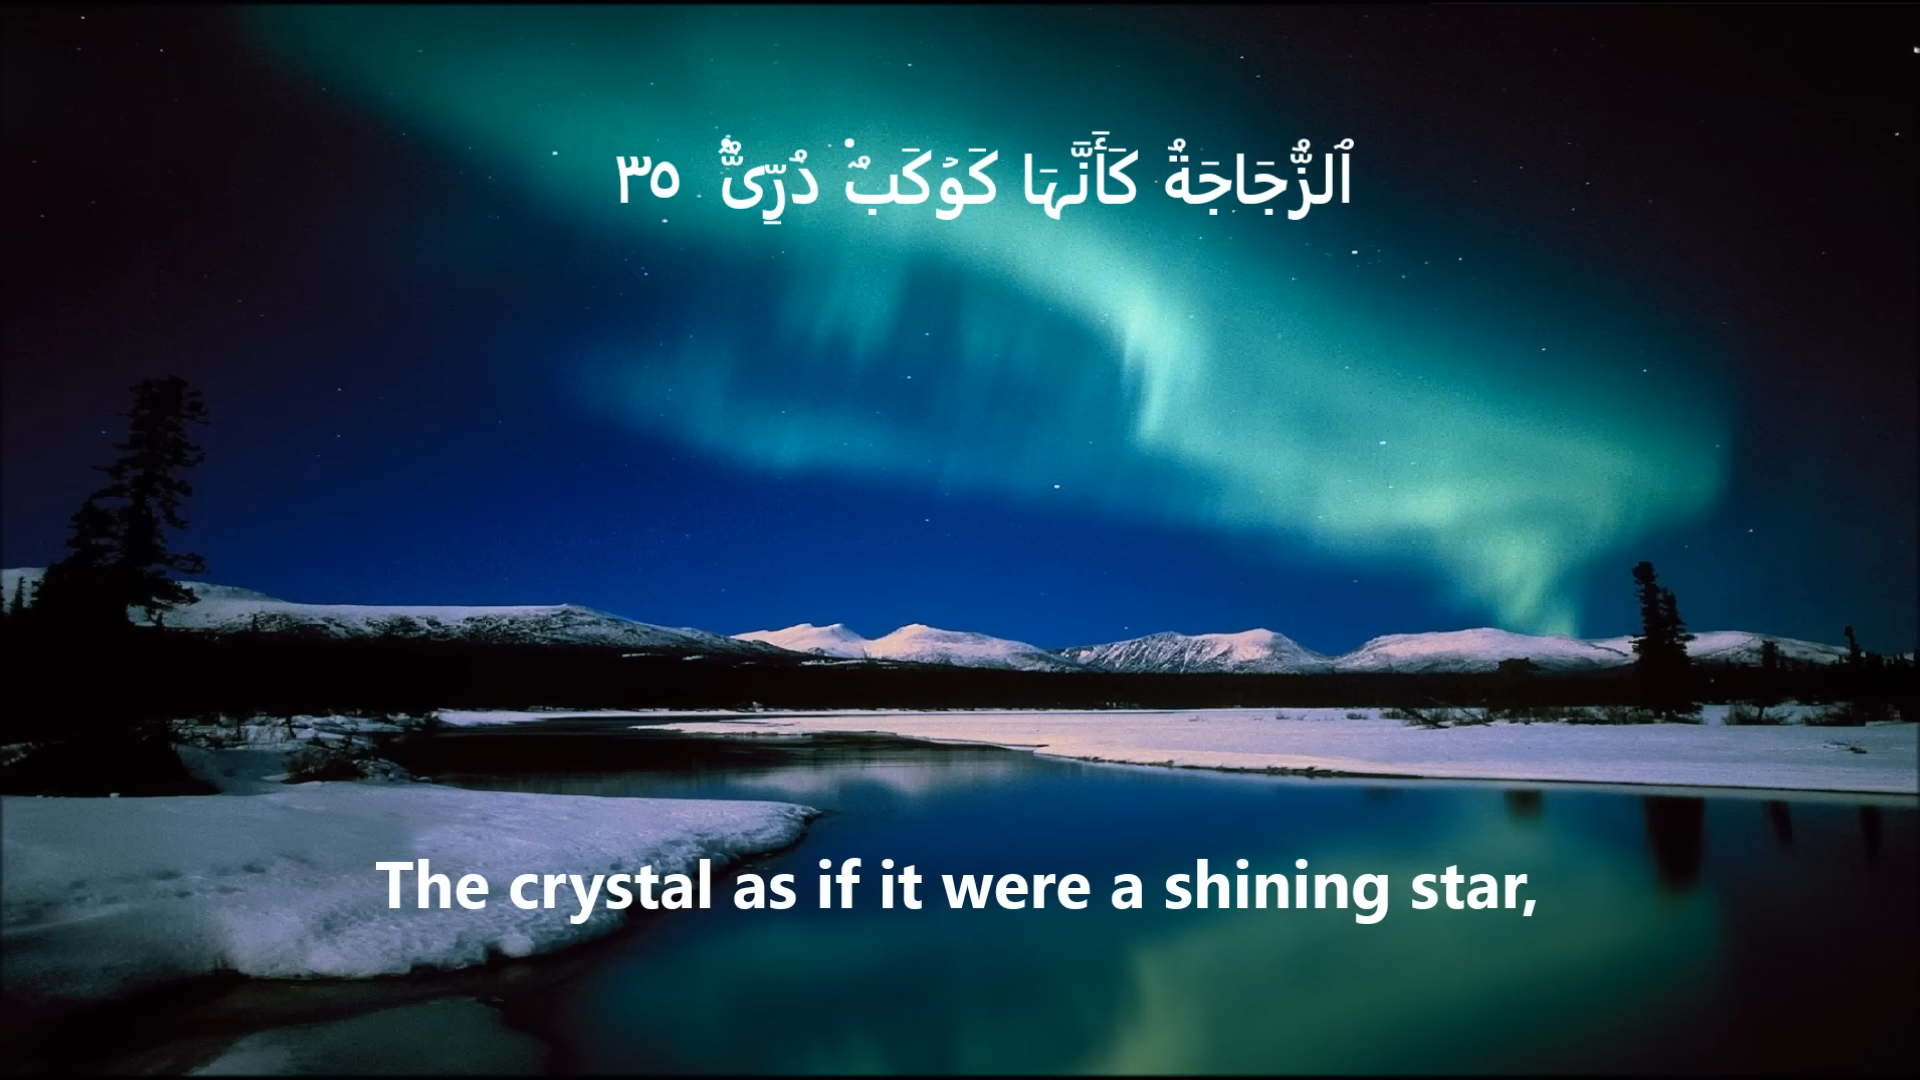 ٱلزُّجَاجَةُ كَأَنَّهَا كَوۡكَبٞ دُرِّيّٞ ٣٥
The crystal as if it were a shining star,